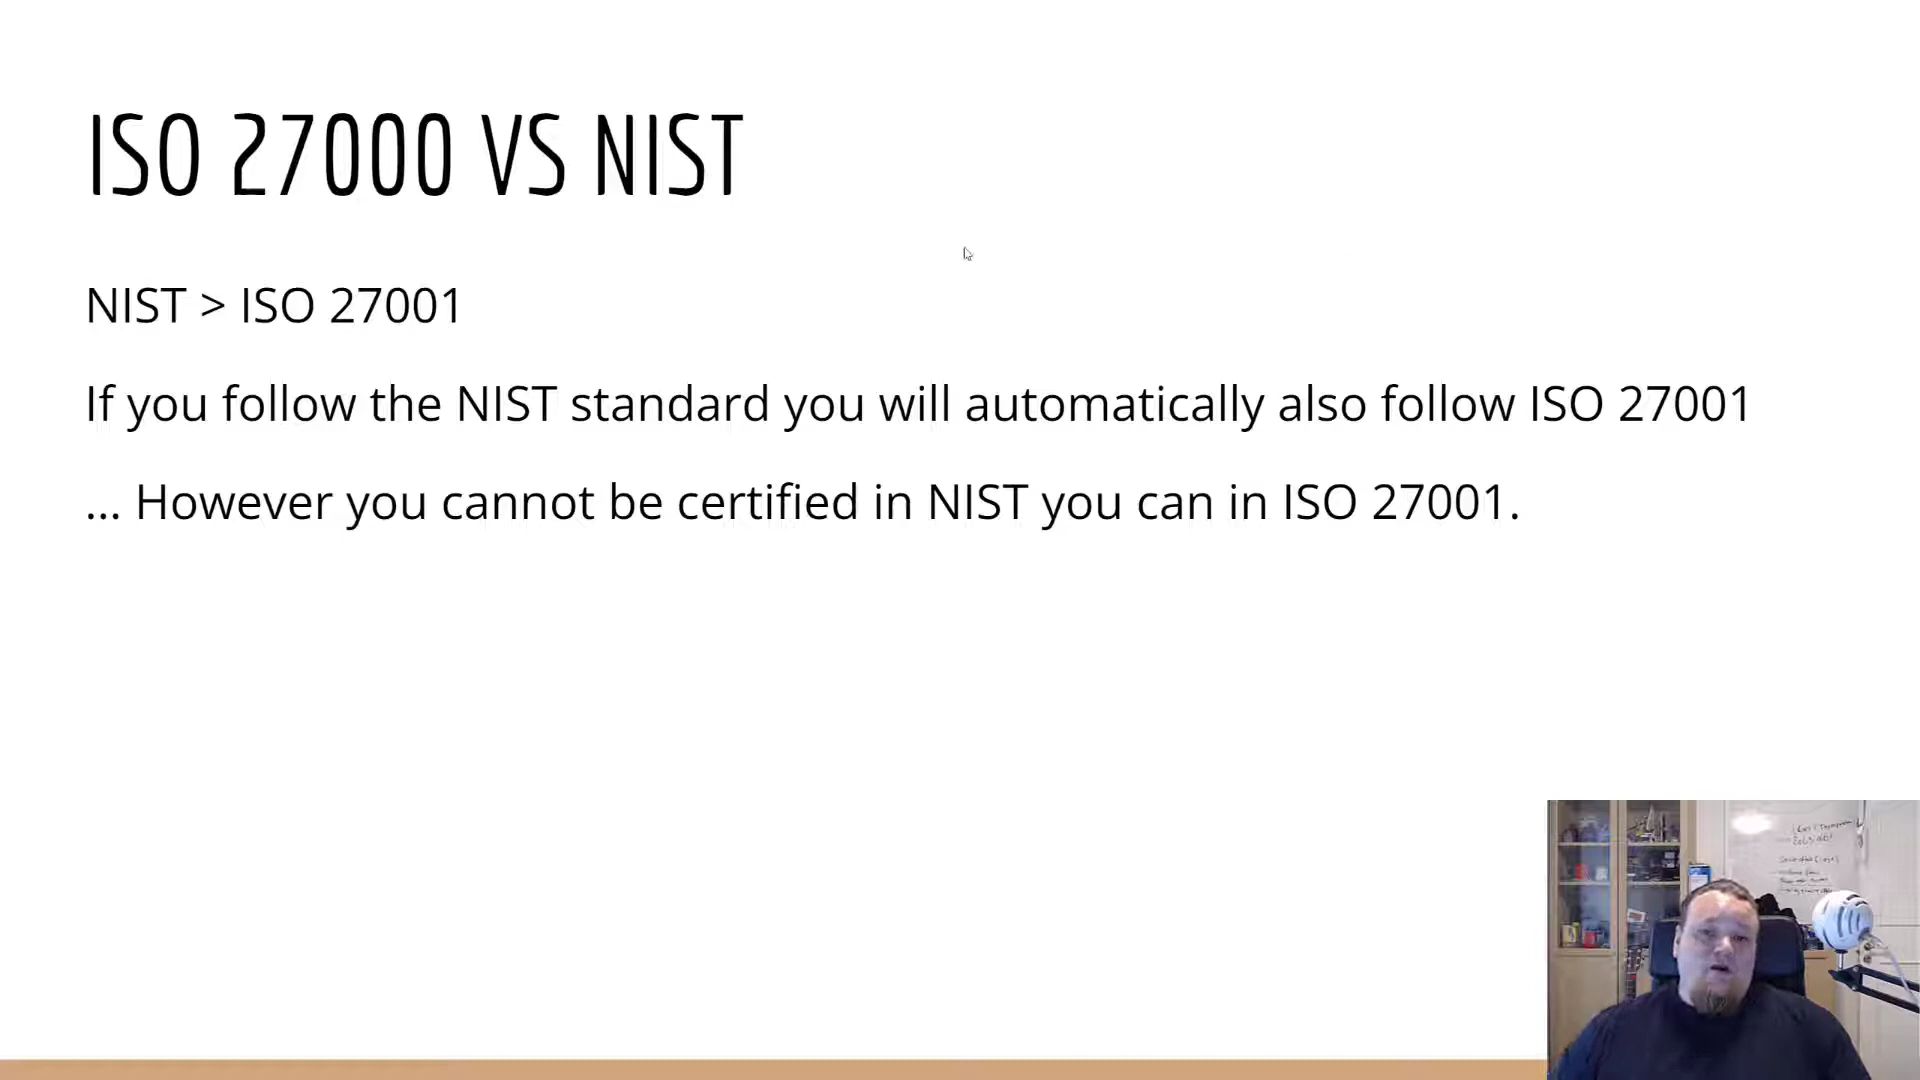 ISO 27000 VS NIST
NIST > ISO 27001
If you follow the NIST standard you will automatically also follow ISO 27001
... However you cannot be certified in NIST you can in ISO 27001.